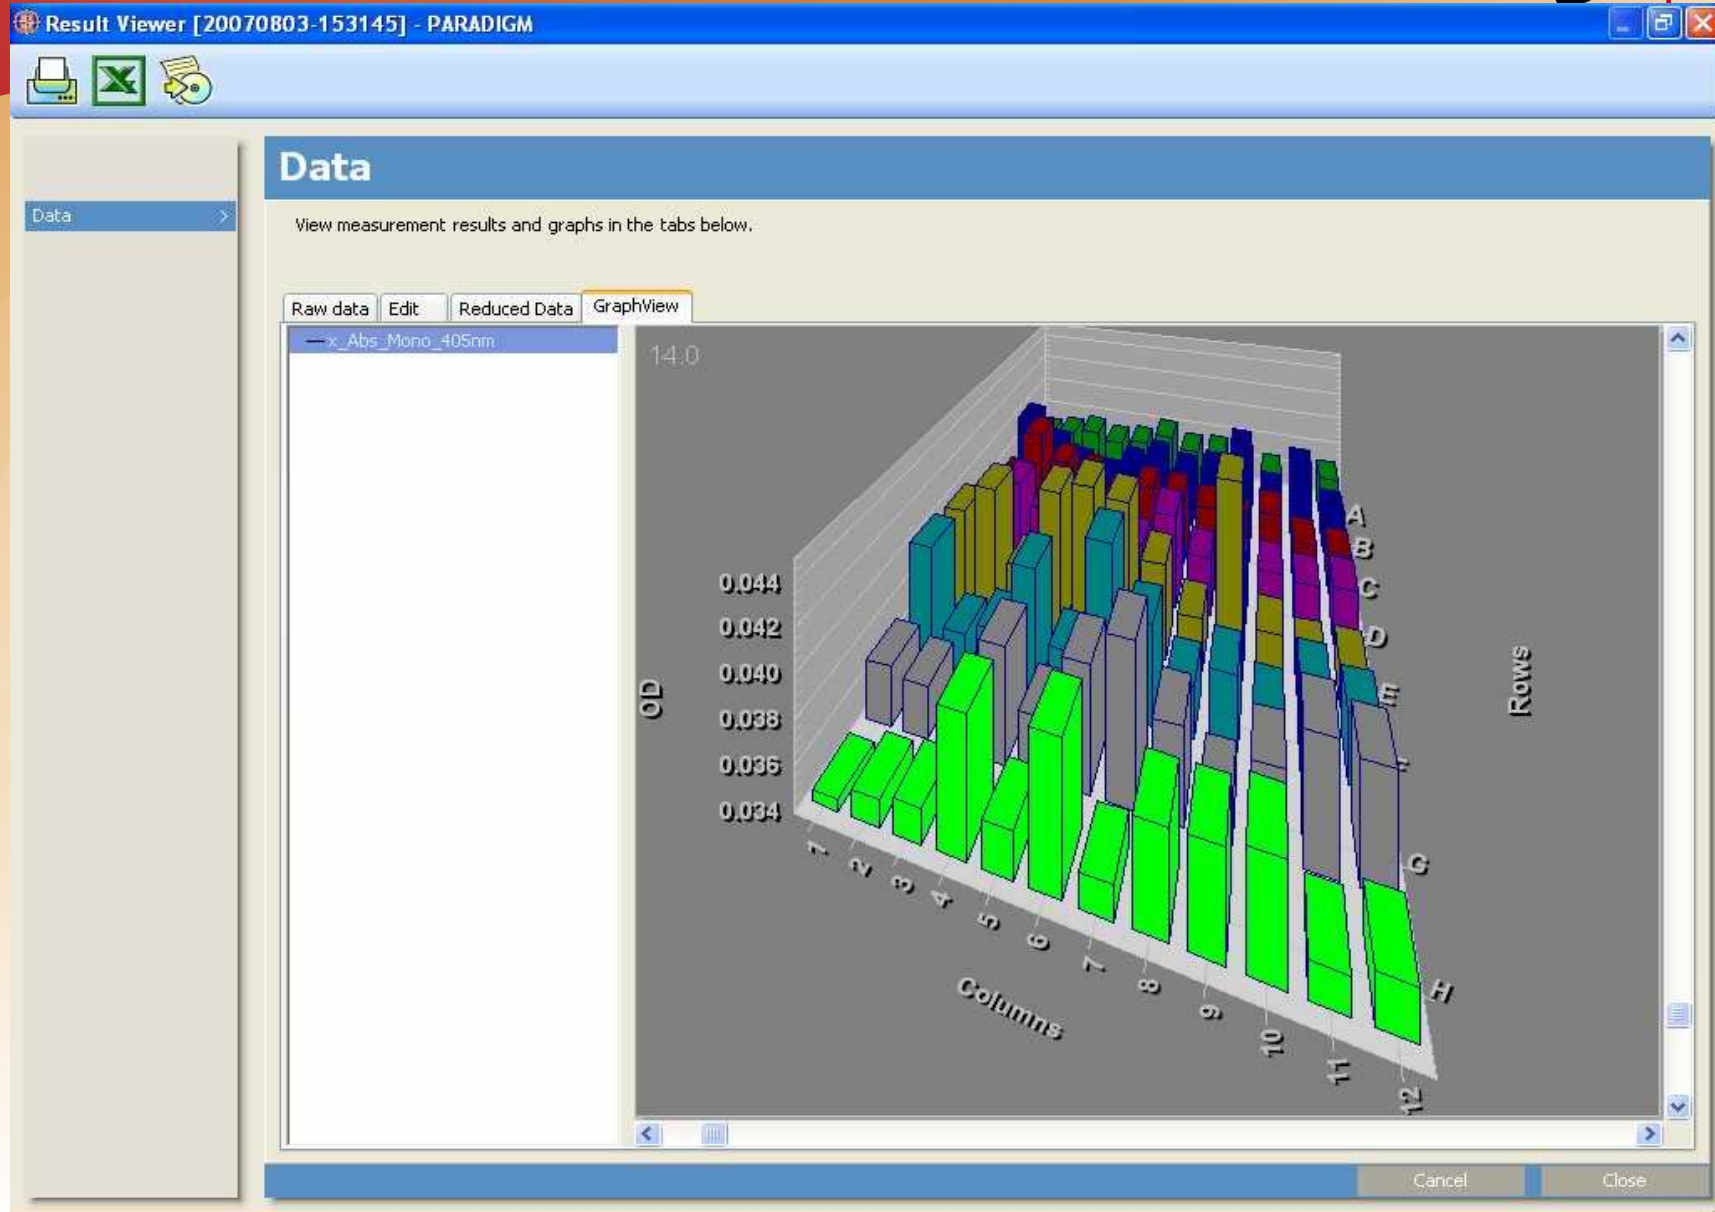 Result Viewer [20070803-153145] - PARADIGM
Data
Data >
View measurement results and graphs in the tabs below.
Raw data Edit Reduced Data GraphView
x_Abs_Mono_405nm
14.0
0.044
0.042
0.040
0.038
0.036
0.034
OD
1 2 3 4 5 6 7 8 9 10 11 12
Columns
A
B
C
D
E
G
H
Rows
Cancel Close